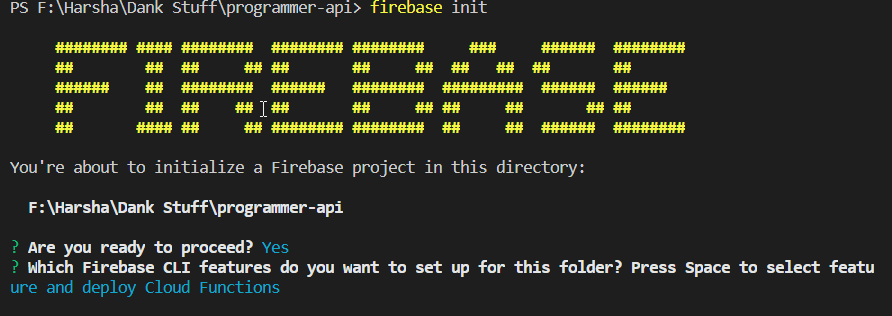 PS F:\Harsha\Dank Stuff\programmer-api> firebase init
FIREBASE
You're about to initialize a Firebase project in this directory:
F:\Harsha\Dank Stuff\programmer-api
? Are you ready to proceed? Yes
? Which Firebase CLI features do you want to set up for this folder? Press Space to select featu
ure and deploy Cloud Functions